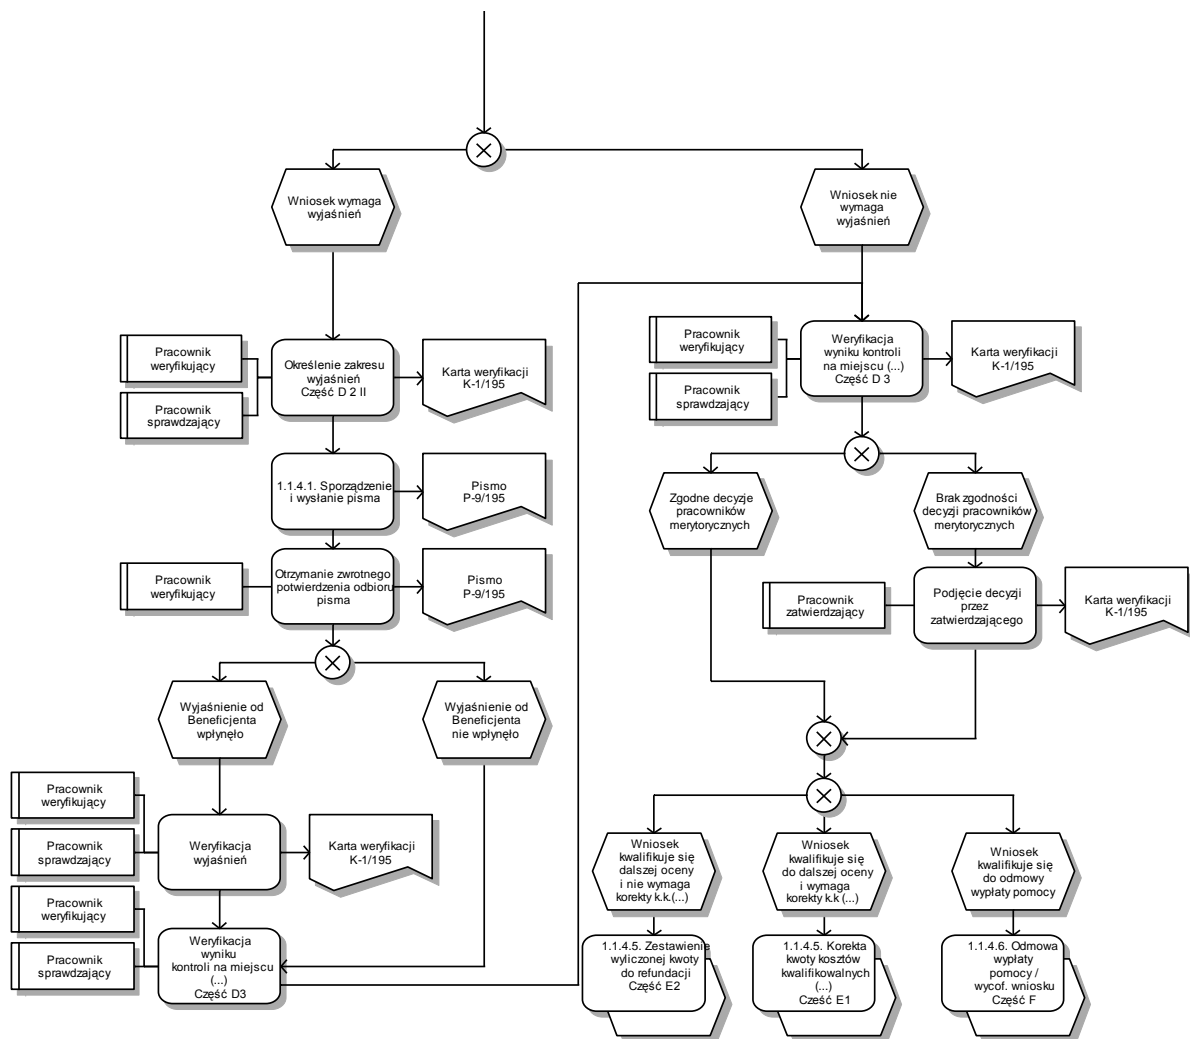 Wniosek wymaga
wyjaśnień
Wniosek nie
wymaga
wyjaśnień
Pracownik
weryfikujący
Pracownik
sprawdzający
Określenie zakresu
wyjaśnień
Część D 2 II
Karta weryfikacji
K-1/195
Pracownik
weryfikujący
Pracownik
sprawdzający
Weryfikacja
wyniku kontroli
na miejscu (...)
Część D 3
Karta weryfikacji
K-1/195
1.1.4.1. Sporządzenie
i wysłanie pisma
Pismo
P-9/195
Zgodne decyzje
pracowników
merytorycznych
Brak zgodności
decyzji pracowników
merytorycznych
Pracownik
weryfikujący
Otrzymanie zwrotnego
potwierdzenia odbioru
pisma
Pismo
P-9/195
Pracownik
zatwierdzający
Podjęcie decyzji
przez
zatwierdzającego
Karta weryfikacji
K-1/195
Wyjaśnienie od
Beneficjenta
wpłynęło
Wyjaśnienie od
Beneficjenta
nie wpłynęło
Pracownik
weryfikujący
Pracownik
sprawdzający
Weryfikacja
wyjaśnień
Karta weryfikacji
K-1/195
Pracownik
weryfikujący
Pracownik
sprawdzający
Weryfikacja
wyniku
kontroli na miejscu
(...)
Część D3
Wniosek
kwalifikuje się
dalszej oceny
i nie wymaga
korekty k.k.(...)
Wniosek
kwalifikuje się
do dalszej oceny
i wymaga
korekty k.k (...)
Wniosek
kwalifikuje się
do odmowy
wypłaty pomocy
1.1.4.5. Zestawienie
wyliczonej kwoty
do refundacji
Część E2
1.1.4.5. Korekta
kwoty kosztów
kwalifikowalnych
(...)
Cześć E1
1.1.4.6. Odmowa
wypłaty
pomocy /
wycof. wniosku
Część F